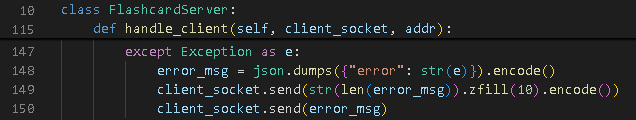 10 class FlashcardServer:
115 def handle_client(self, client_socket, addr):
147 except Exception as e:
148 error_msg = json.dumps({"error": str(e)}).encode()
149 client_socket.send(str(len(error_msg)).zfill(10).encode())
150 client_socket.send(error_msg)